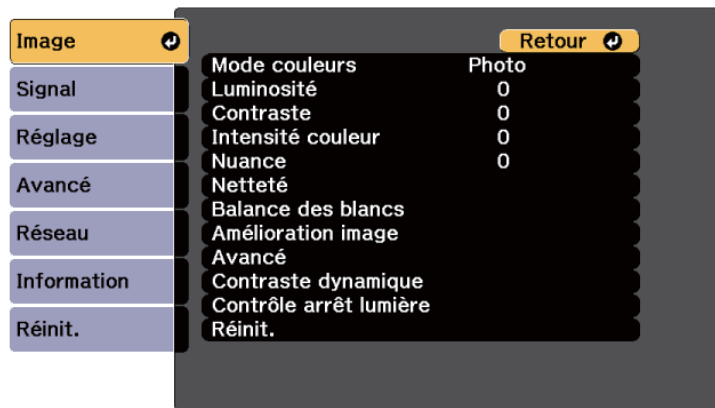 Image
Signal
Réglage
Avancé
Réseau
Information
Réinit.
Retour
Mode couleurs Photo
Luminosité 0
Contraste 0
Intensité couleur 0
Nuance 0
Netteté
Balance des blancs
Amélioration image
Avancé
Contraste dynamique
Contrôle arrêt lumière
Réinit.